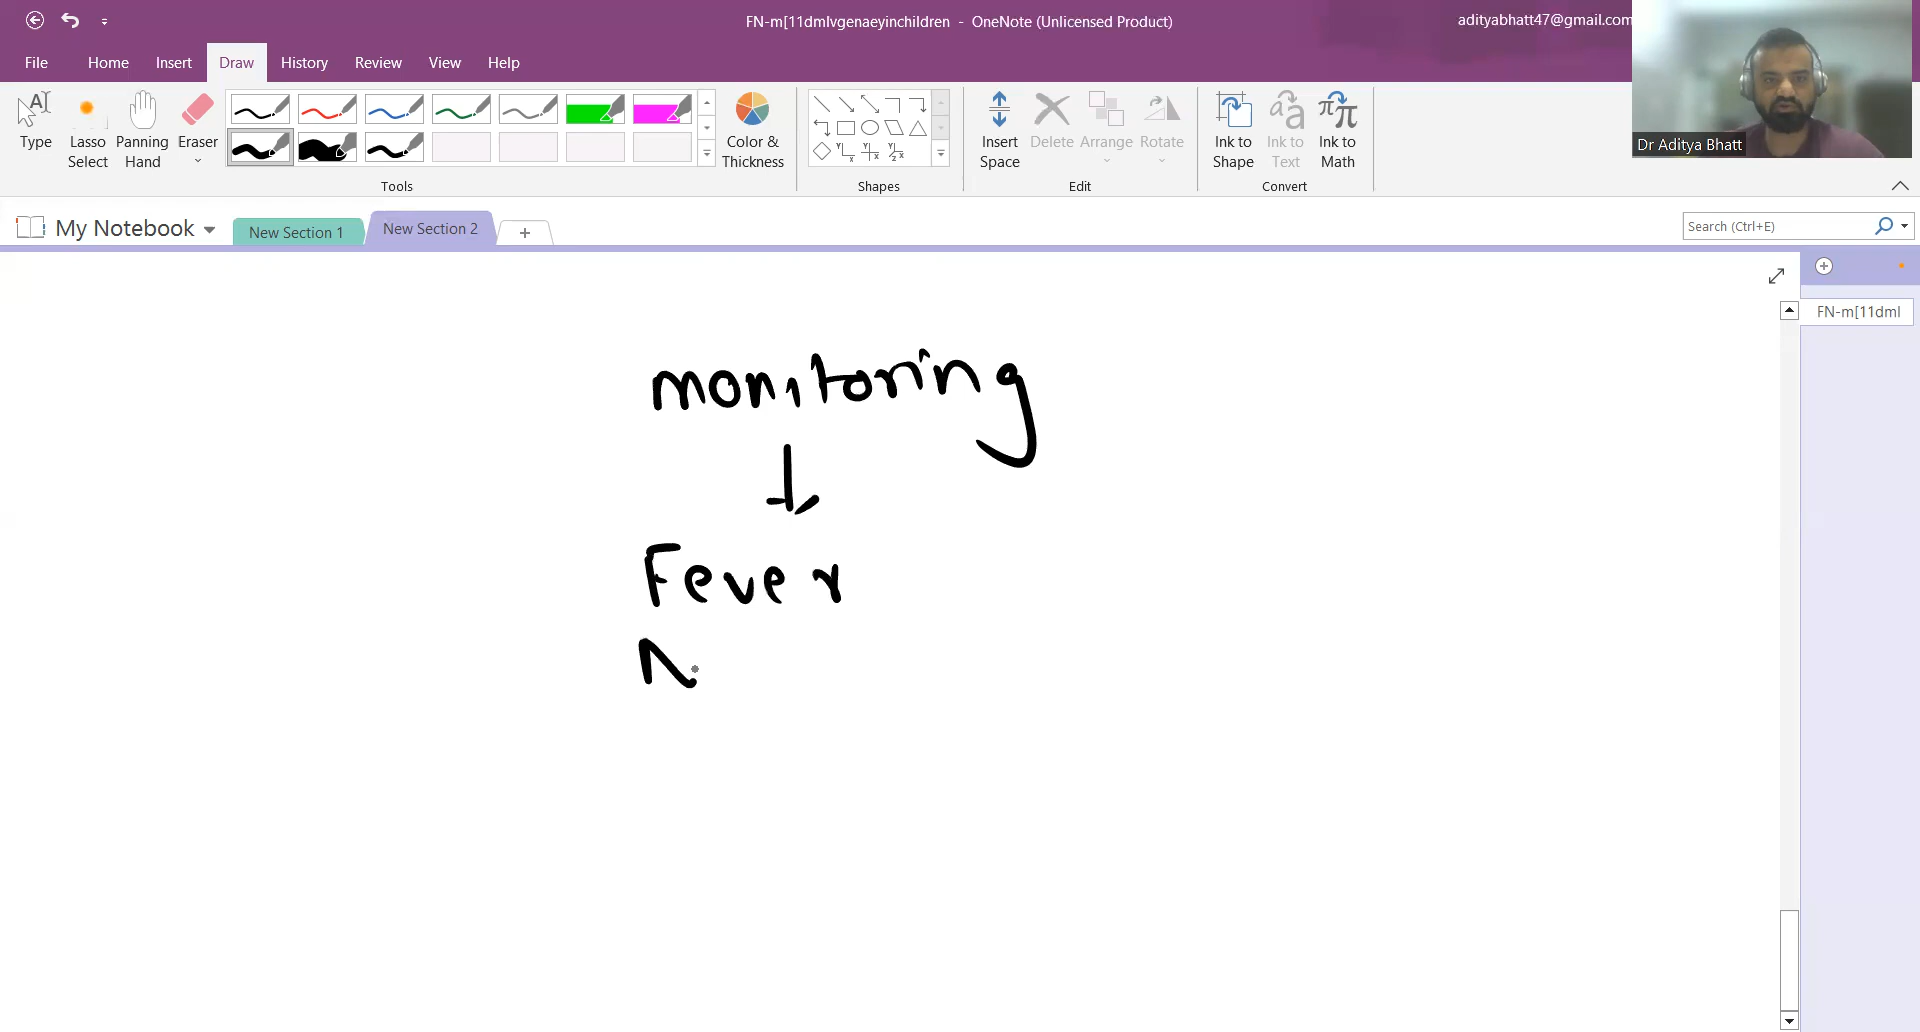 FN-m[11dmlvgenaeyinchildren - OneNote (Unlicensed Product)
adityabhatt47@gmail.com
File Home Insert Draw History Review View Help
Type
Lasso Select
Panning Hand
Eraser
Color & Thickness
Insert Space
Delete
Arrange
Rotate
Ink to Shape
Ink to Text
Ink to Math
Dr Aditya Bhatt
Tools Shapes Edit Convert
My Notebook New Section 1 New Section 2
Search (Ctrl+E)
FN-m[11dml
monitoring
Fever
N